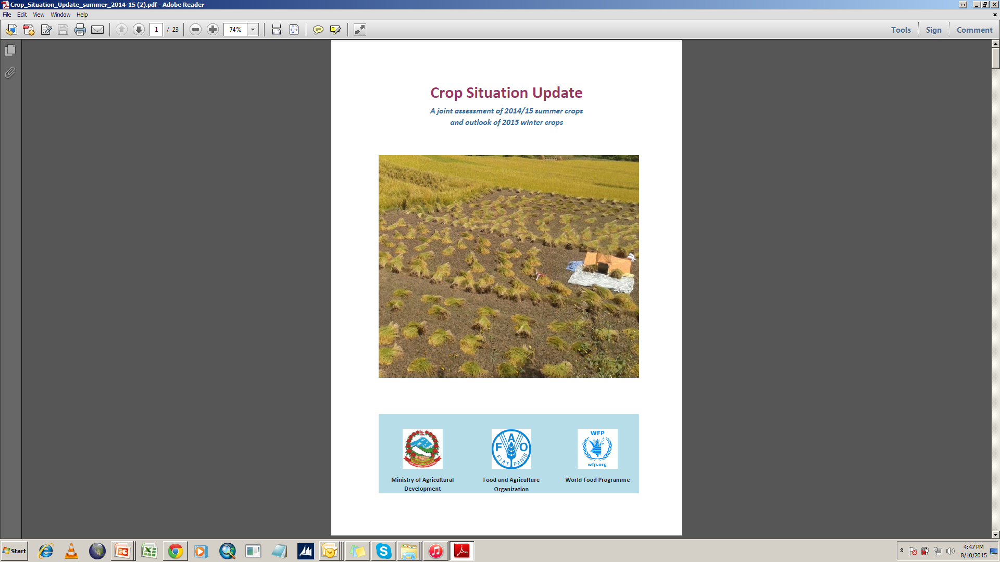 Crop_Situation_Update_summer_2014-15 (2).pdf - Adobe Reader
File Edit View Window Help
1 / 23 74% Tools Sign Comment
Crop Situation Update
A joint assessment of 2014/15 summer crops
and outlook of 2015 winter crops
F A O
FIAT PANIS
WFP
wfp.org
Ministry of Agricultural
Development
Food and Agriculture
Organization
World Food Programme
Start
4:47 PM
8/10/2015